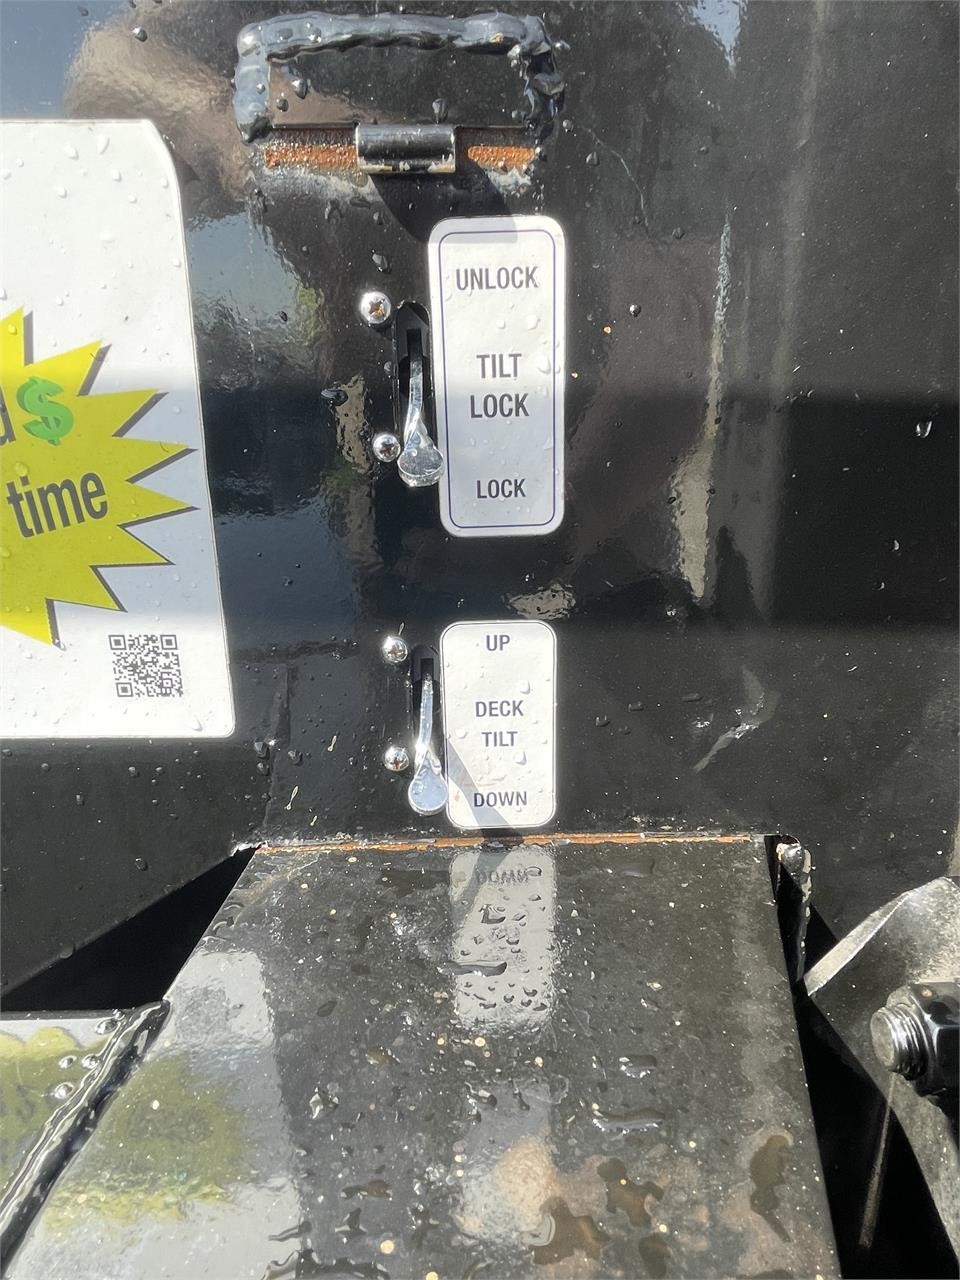 UNLOCK
TILT
LOCK
LOCK
$
time
UP
DECK
TILT
DOWN